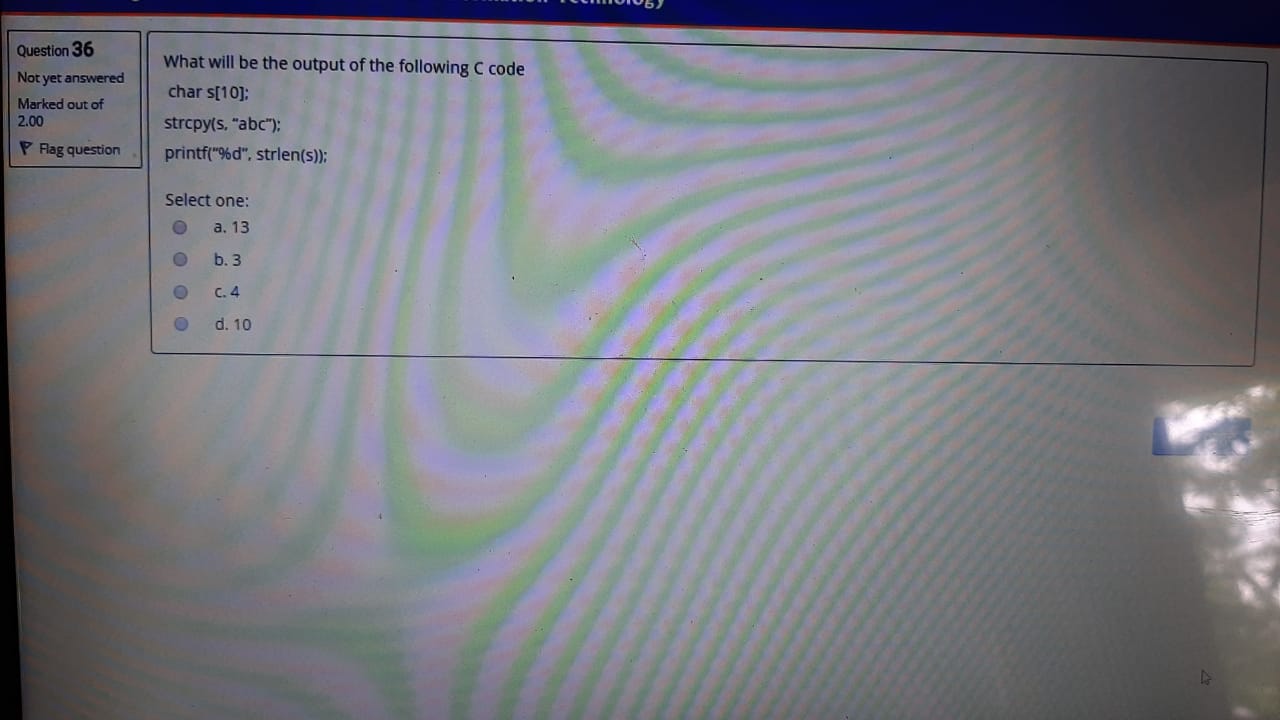 Question 36
Not yet answered
Marked out of
2.00
Flag question
What will be the output of the following C code
char s[10];
strcpy(s, "abc");
printf("%d", strlen(s));
Select one:
a. 13
b. 3
c. 4
d. 10